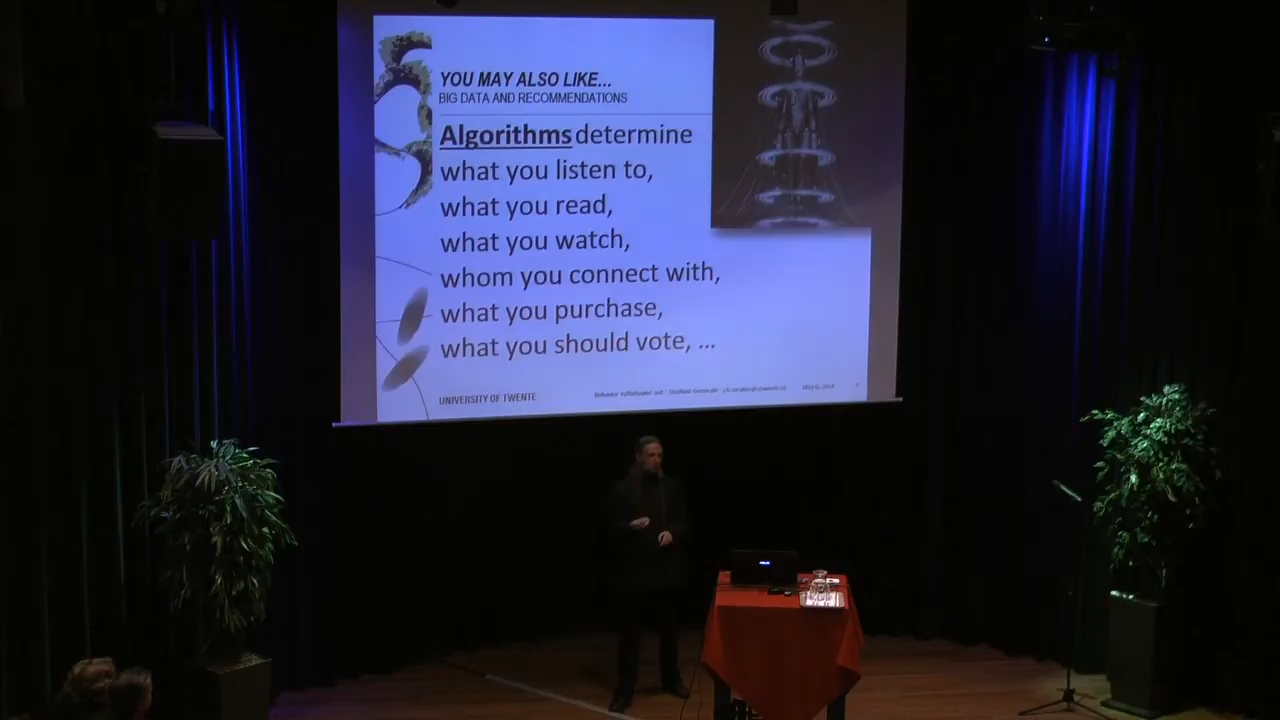 YOU MAY ALSO LIKE...
BIG DATA AND RECOMMENDATIONS
Algorithms determine
what you listen to,
what you read,
what you watch,
whom you connect with,
what you purchase,
what you should vote, ...
UNIVERSITY OF TWENTE